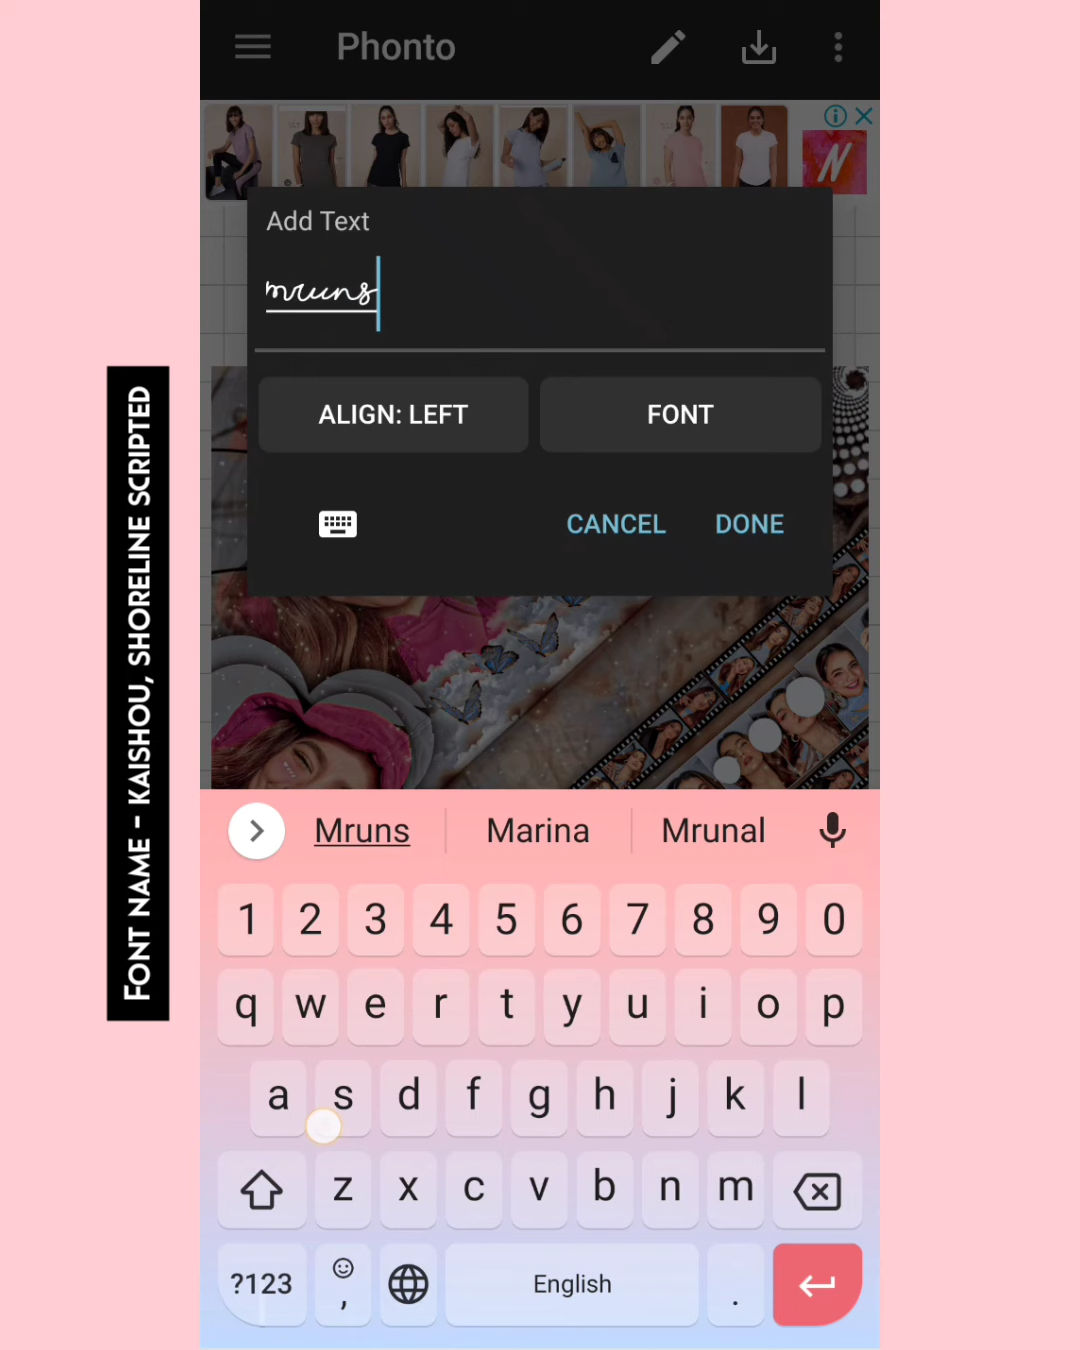 Phonto
Add Text
mruns
ALIGN: LEFT
FONT
CANCEL
DONE
FONT NAME - KAISHOU, SHORELINE SCRIPTED
Mruns
Marina
Mrunal
1 2 3 4 5 6 7 8 9 0
q w e r t y u i o p
a s d f g h j k l
z x c v b n m
?123
,
English
.